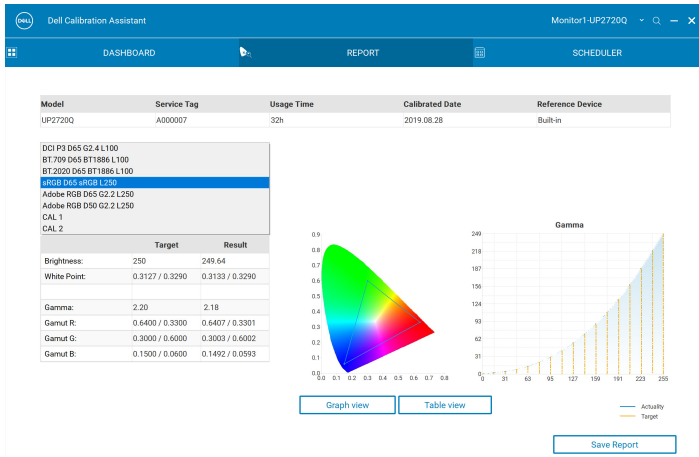 DELL Dell Calibration Assistant Monitor1-UP2720Q
DASHBOARD REPORT SCHEDULER
Model Service Tag Usage Time Calibrated Date Reference Device
UP2720Q A000007 32h 2019.08.28 Built-in
DCI P3 D65 G2.4 L100
BT.709 D65 BT1886 L100
BT.2020 D65 BT1886 L100
sRGB D65 sRGB L250
Adobe RGB D65 G2.2 L250
Adobe RGB D50 G2.2 L250
CAL 1
CAL 2
Target Result
Brightness: 250 249.64
White Point: 0.3127 / 0.3290 0.3133 / 0.3290
Gamma: 2.20 2.18
Gamut R: 0.6400 / 0.3300 0.6407 / 0.3301
Gamut G: 0.3000 / 0.6000 0.3003 / 0.6002
Gamut B: 0.1500 / 0.0600 0.1492 / 0.0593
0.9
0.8
0.7
0.6
0.5
0.4
0.3
0.2
0.1
0.0
0.0 0.1 0.2 0.3 0.4 0.5 0.6 0.7 0.8
Gamma
249
218
187
156
124
93
62
31
0
0 31 63 95 127 159 191 223 255
Actuality
Target
Graph view Table view
Save Report